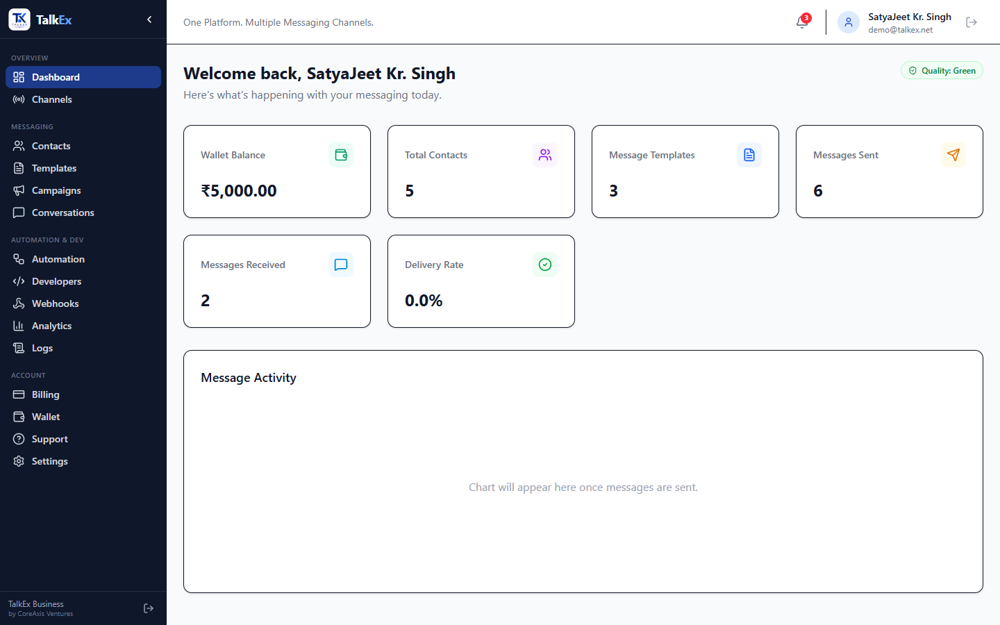 TalkEx
One Platform. Multiple Messaging Channels.
3
SatyaJeet Kr. Singh
demo@talkex.net
OVERVIEW
Dashboard
Channels
MESSAGING
Contacts
Templates
Campaigns
Conversations
AUTOMATION & DEV
Automation
Developers
Webhooks
Analytics
Logs
ACCOUNT
Billing
Wallet
Support
Settings
TalkEx Business
by CoreAxis Ventures
Welcome back, SatyaJeet Kr. Singh
Quality: Green
Here's what's happening with your messaging today.
Wallet Balance
₹5,000.00
Total Contacts
5
Message Templates
3
Messages Sent
6
Messages Received
2
Delivery Rate
0.0%
Message Activity
Chart will appear here once messages are sent.